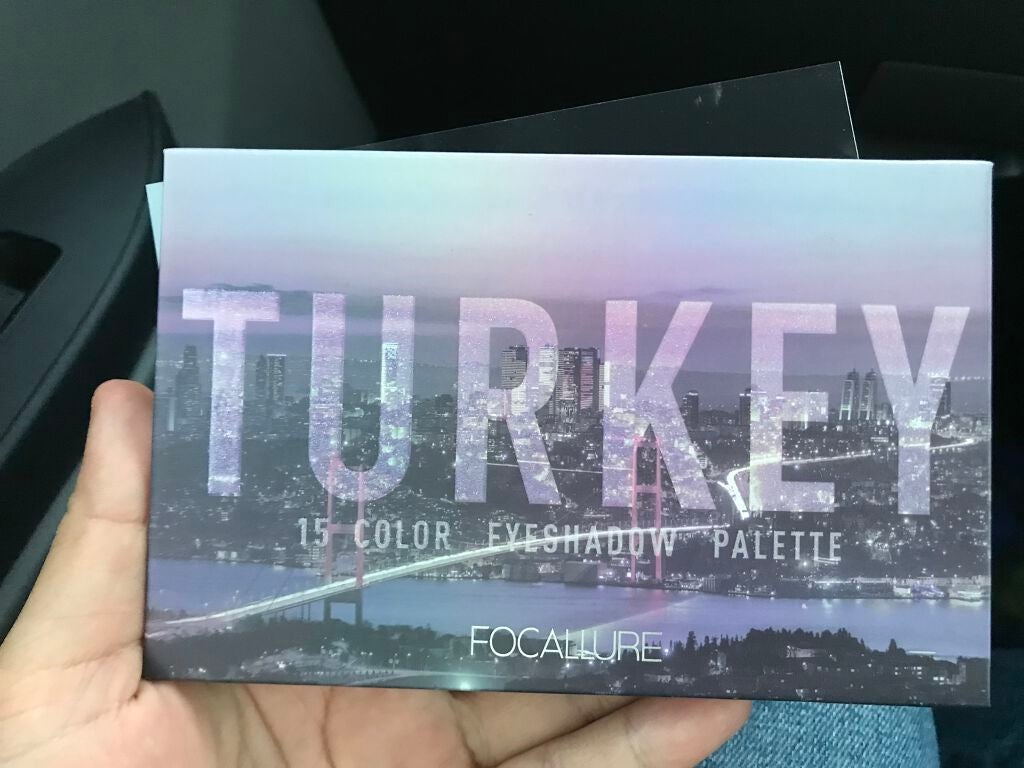 TURKEY
15 COLOR EYESHADOW PALETTE
FOCALLURE